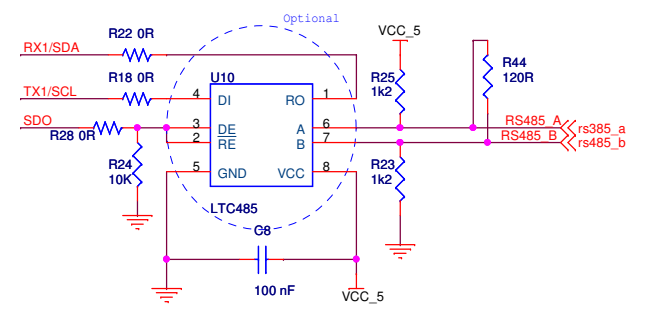 Optional
R22 0R
VCC_5
RX1/SDA
R44
120R
R18 0R
U10
R25
1k2
TX1/SCL
4
DI
RO
1
SDO
R28 0R
3
DE
A
6
RS485_A
rs385_a
2
RE
B
7
RS485_B
rs485_b
R24
10K
5
GND
VCC
8
R23
1k2
LTC485
C8
100 nF
VCC_5